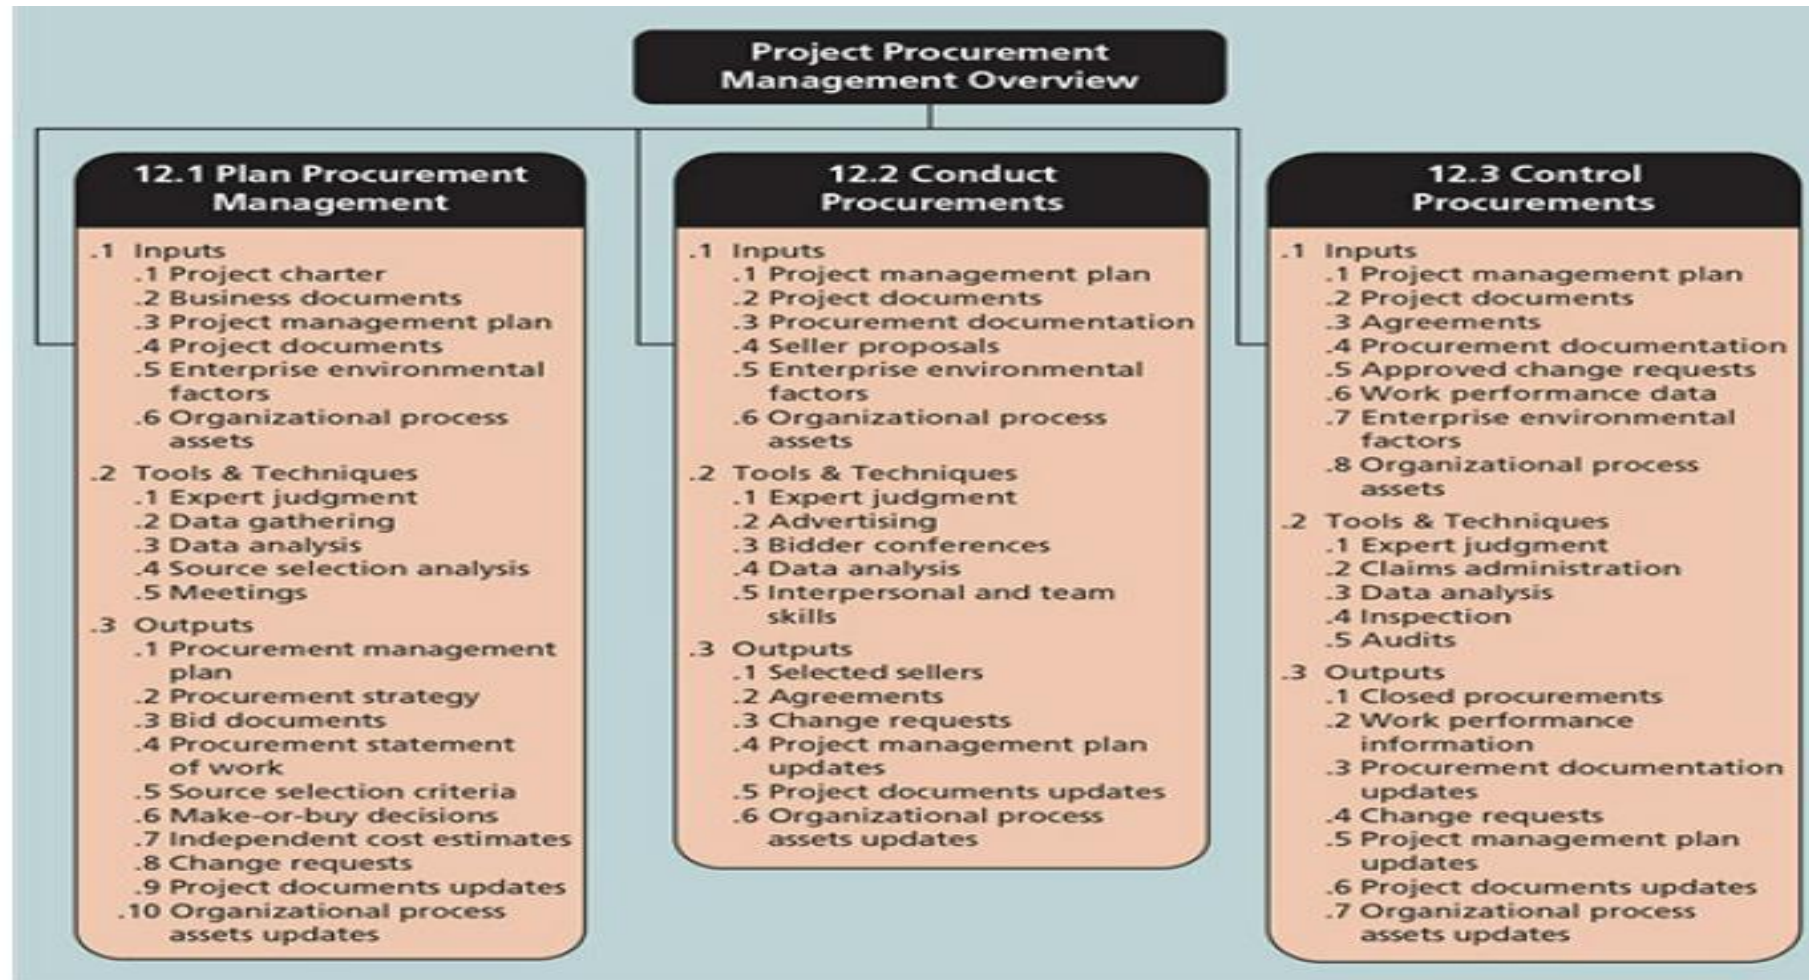 Project Procurement
Management Overview
12.1 Plan Procurement
Management
.1 Inputs
.1 Project charter
.2 Business documents
.3 Project management plan
.4 Project documents
.5 Enterprise environmental
factors
.6 Organizational process
assets
.2 Tools & Techniques
.1 Expert judgment
.2 Data gathering
.3 Data analysis
.4 Source selection analysis
.5 Meetings
.3 Outputs
.1 Procurement management
plan
.2 Procurement strategy
.3 Bid documents
.4 Procurement statement
of work
.5 Source selection criteria
.6 Make-or-buy decisions
.7 Independent cost estimates
.8 Change requests
.9 Project documents updates
.10 Organizational process
assets updates
12.2 Conduct
Procurements
.1 Inputs
.1 Project management plan
.2 Project documents
.3 Procurement documentation
.4 Seller proposals
.5 Enterprise environmental
factors
.6 Organizational process
assets
.2 Tools & Techniques
.1 Expert judgment
.2 Advertising
.3 Bidder conferences
.4 Data analysis
.5 Interpersonal and team
skills
.3 Outputs
.1 Selected sellers
.2 Agreements
.3 Change requests
.4 Project management plan
updates
.5 Project documents updates
.6 Organizational process
assets updates
12.3 Control
Procurements
.1 Inputs
.1 Project management plan
.2 Project documents
.3 Agreements
.4 Procurement documentation
.5 Approved change requests
.6 Work performance data
.7 Enterprise environmental
factors
.8 Organizational process
assets
.2 Tools & Techniques
.1 Expert judgment
.2 Claims administration
.3 Data analysis
.4 Inspection
.5 Audits
.3 Outputs
.1 Closed procurements
.2 Work performance
information
.3 Procurement documentation
updates
.4 Change requests
.5 Project management plan
updates
.6 Project documents updates
.7 Organizational process
assets updates